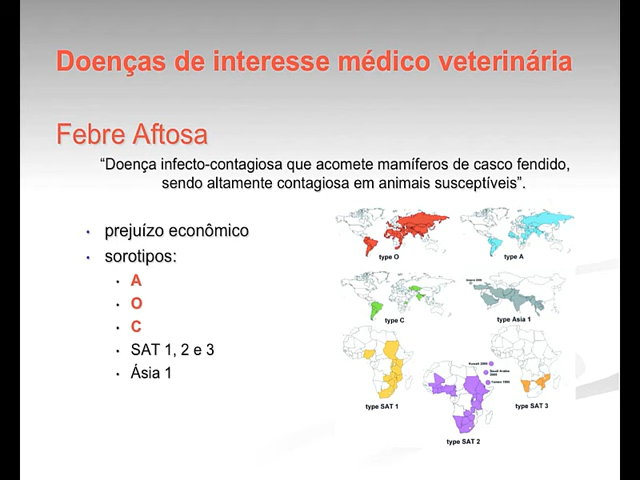 Doenças de interesse médico veterinária
Febre Aftosa
“Doença infecto-contagiosa que acomete mamíferos de casco fendido,
sendo altamente contagiosa em animais susceptíveis”.
• prejuízo econômico
• sorotipos:
• A
• O
• C
• SAT 1, 2 e 3
• Ásia 1
type O
type A
type C
type Asia 1
type SAT 1
type SAT 2
type SAT 3